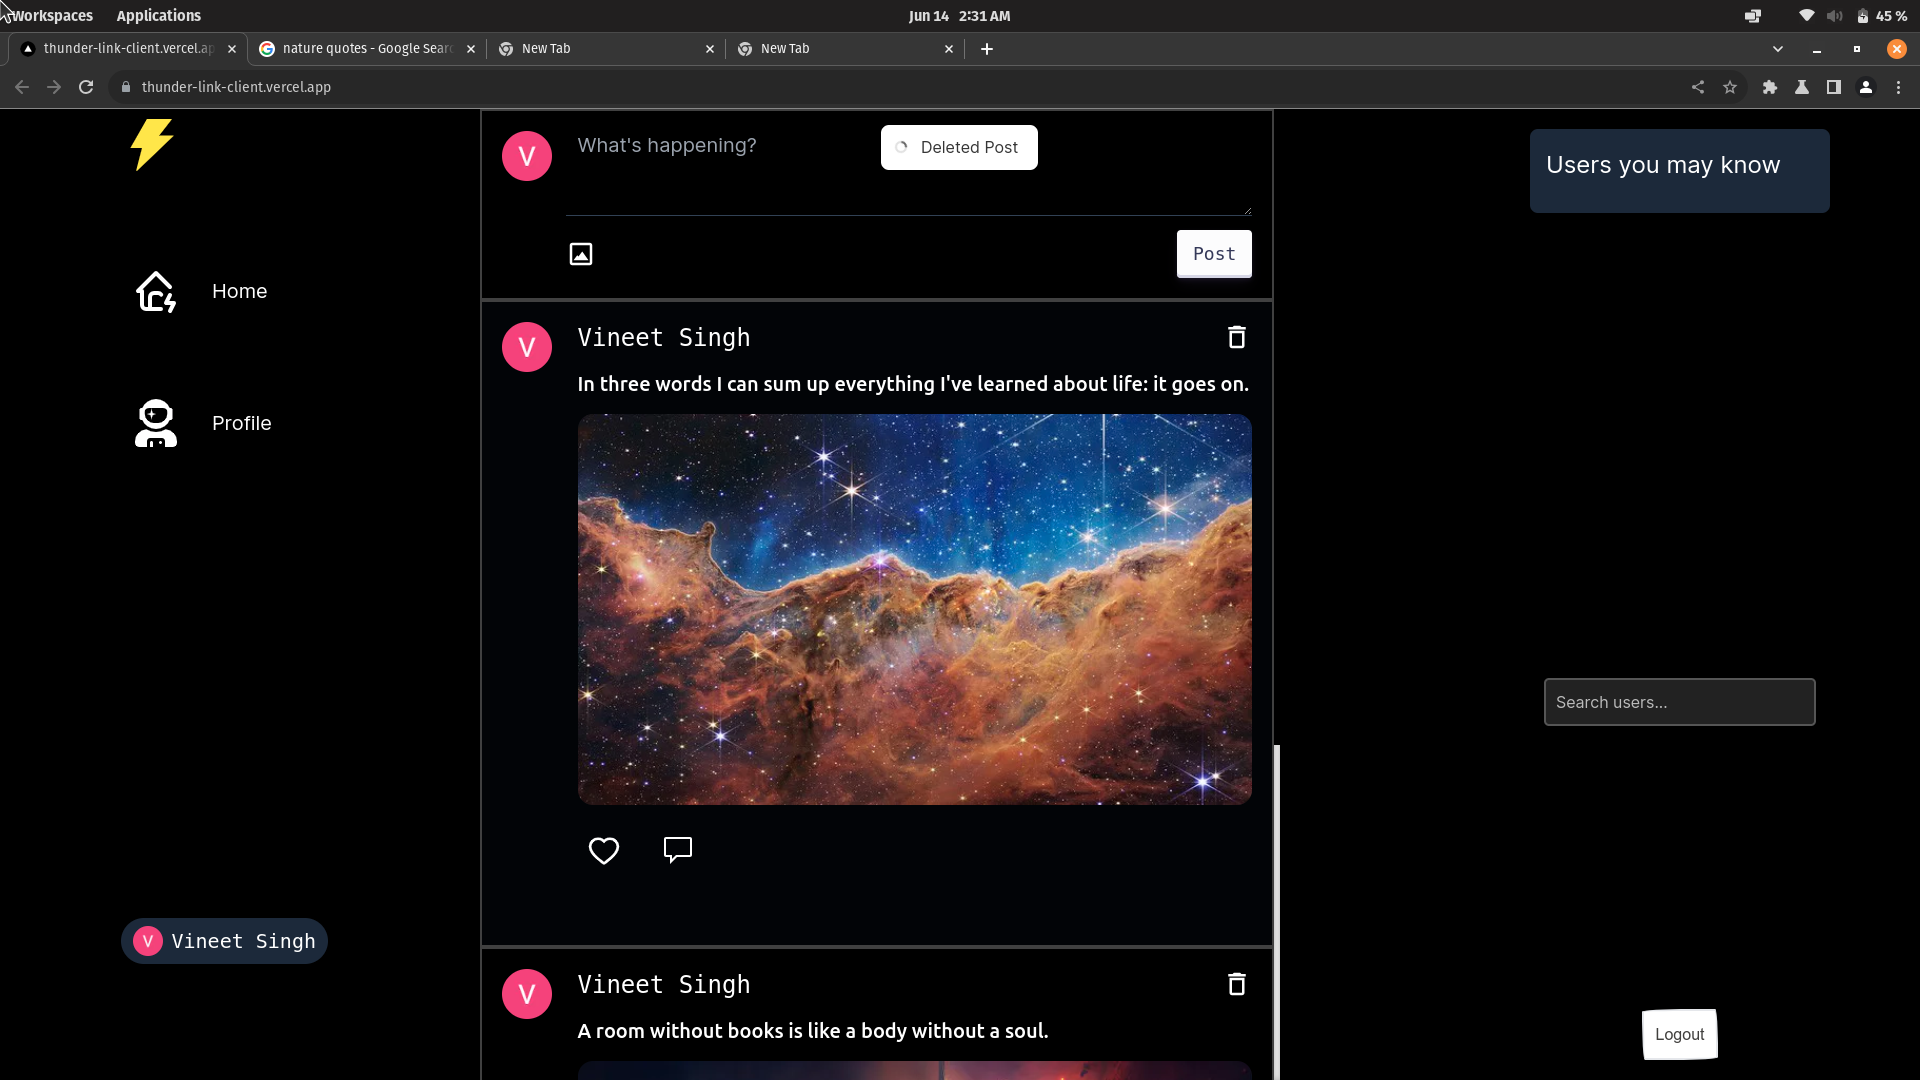 Workspaces Applications Jun 14 2:31 AM 45 %
thunder-link-client.vercel.ap nature quotes - Google Sear New Tab New Tab
thunder-link-client.vercel.app
V What's happening? Deleted Post
Post
Users you may know
Home
Profile
V Vineet Singh
In three words I can sum up everything I've learned about life: it goes on.
Search users...
V Vineet Singh
V Vineet Singh
A room without books is like a body without a soul.
Logout